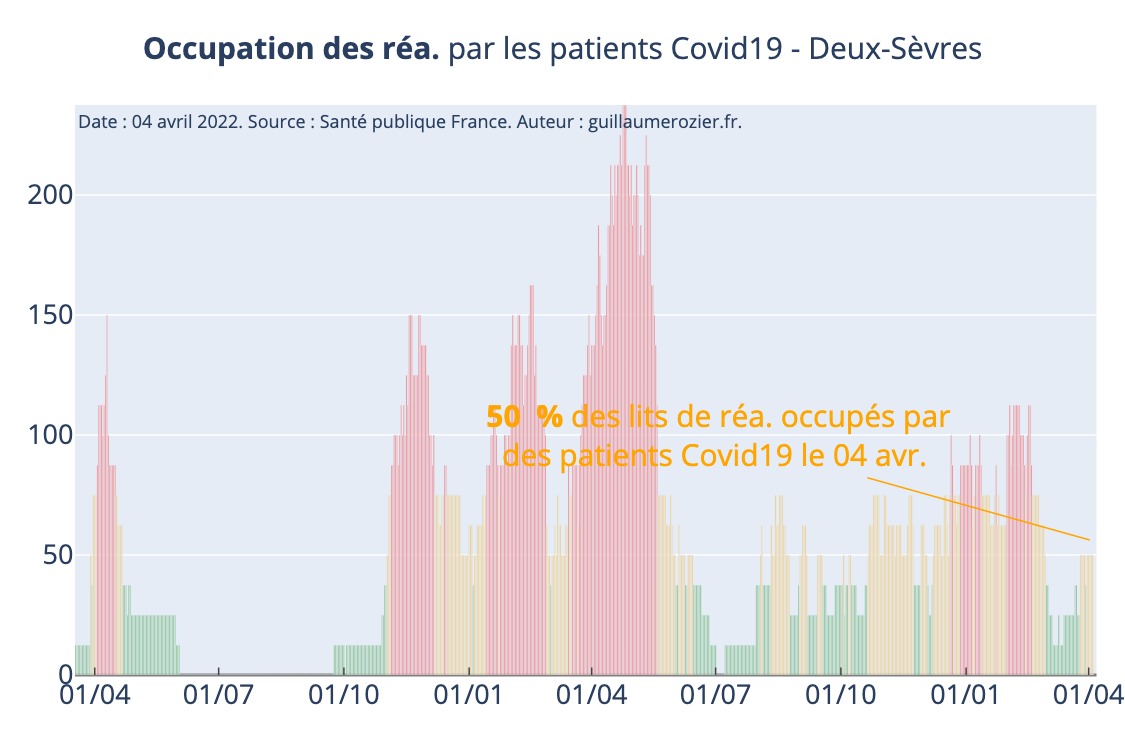 Occupation des réa. par les patients Covid19 - Deux-Sèvres
Date : 04 avril 2022. Source : Santé publique France. Auteur : guillaumerozier.fr.
200
150
100
50
0
50 % des lits de réa. occupés par
des patients Covid19 le 04 avr.
01/04 01/07 01/10 01/01 01/04 01/07 01/10 01/01 01/04